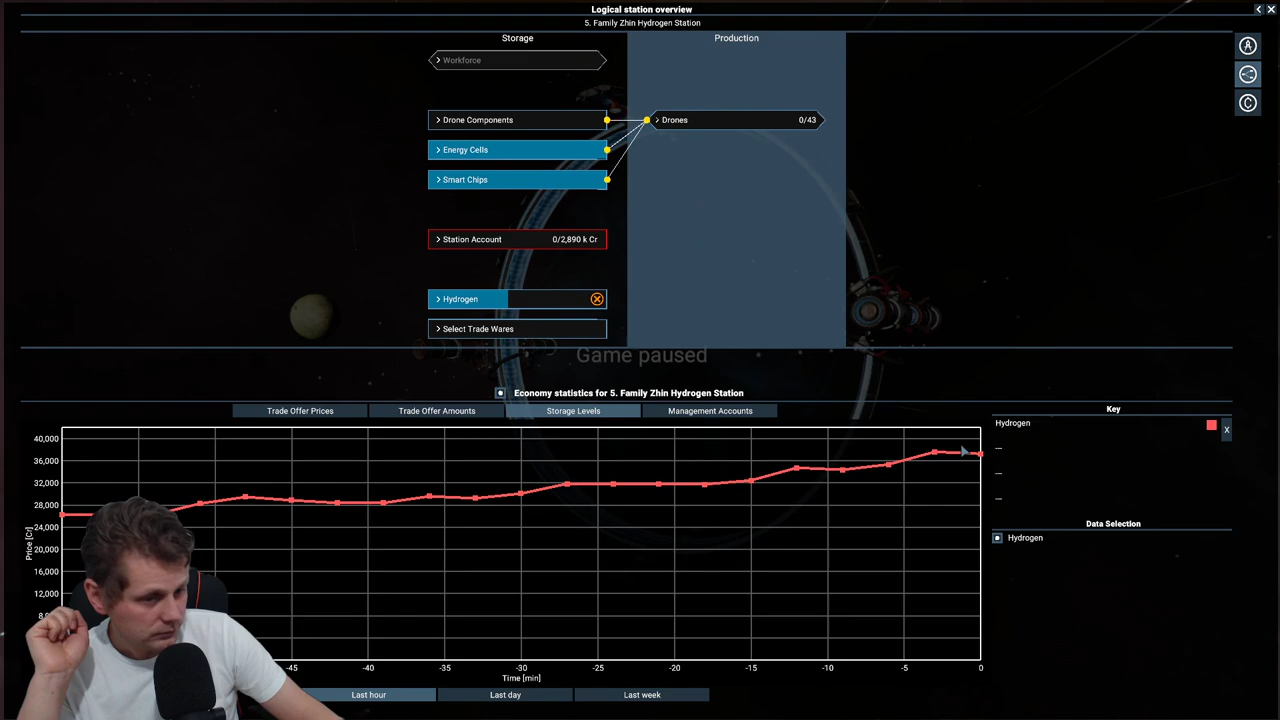 Logical station overview
5. Family Zhin Hydrogen Station
Storage
Production
Workforce
Drone Components
Drones 0/43
Energy Cells
Smart Chips
Station Account 0/2,890 k Cr
Hydrogen
Select Trade Wares
Game paused
Economy statistics for 5. Family Zhin Hydrogen Station
Trade Offer Prices
Trade Offer Amounts
Storage Levels
Management Accounts
Key
Hydrogen
X
—
—
—
Data Selection
Hydrogen
40,000
36,000
32,000
28,000
24,000
20,000
16,000
12,000
Price [Cr]
-45
-40
-35
-30
-25
-20
-15
-10
-5
0
Time [min]
Last hour
Last day
Last week